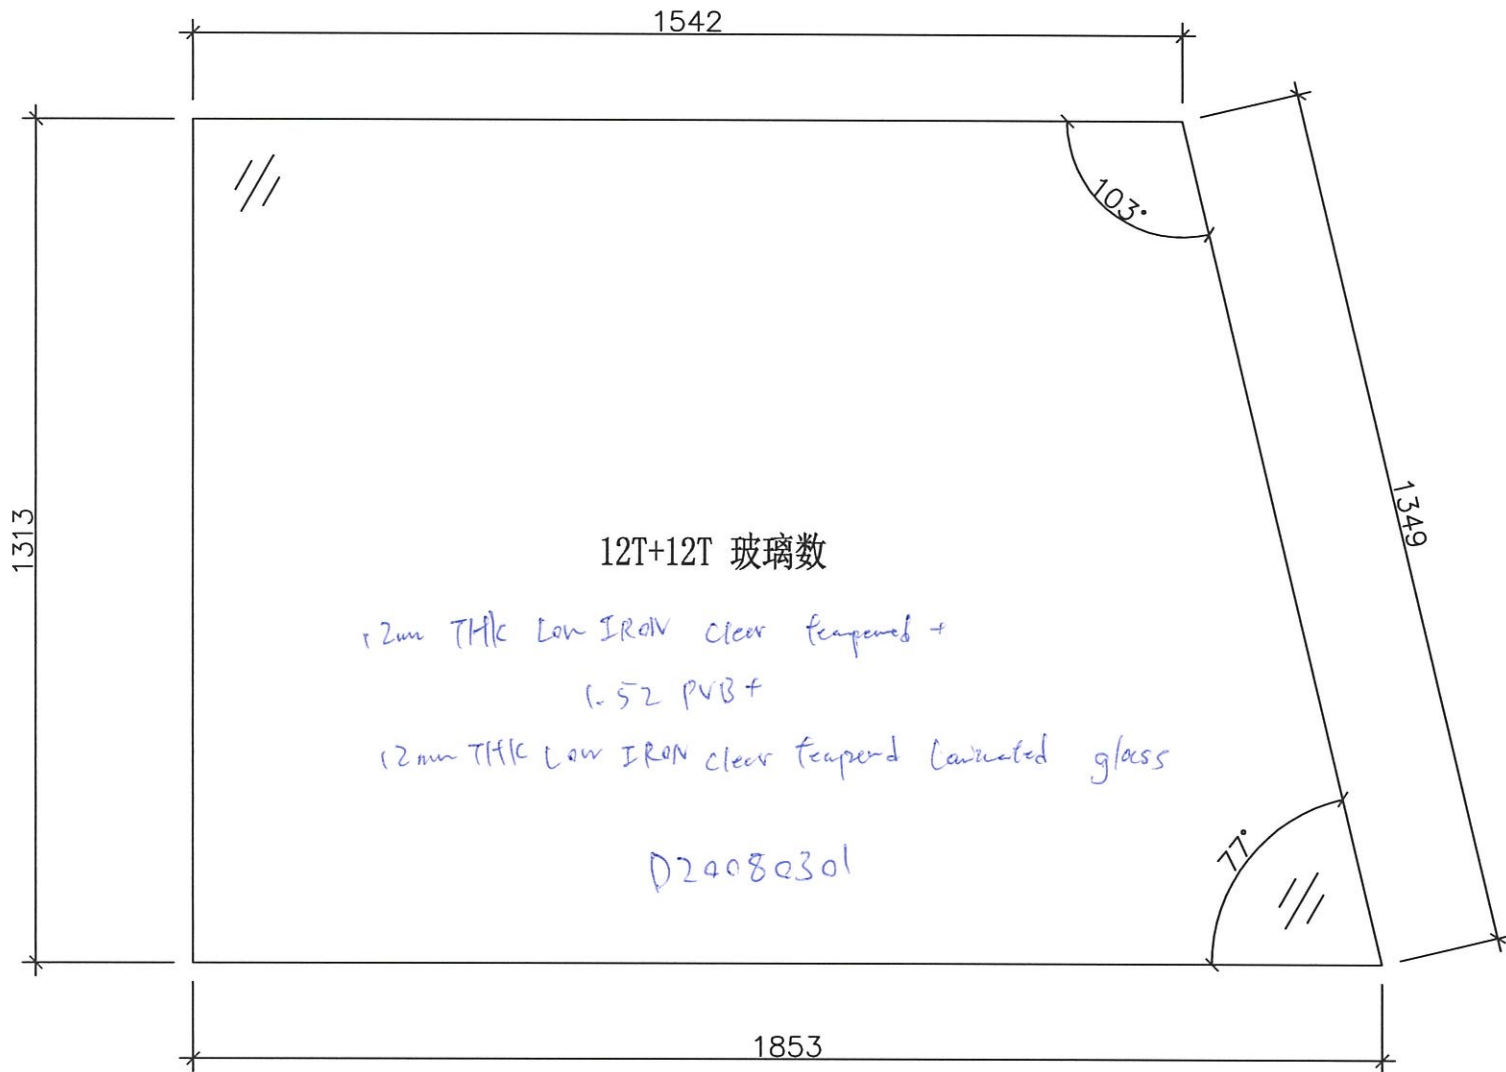 1542
103°
1313
1349
12T+12T 玻璃数
12mm THK Low IRON clear tempered +
1.52 PVB+
12mm THK Low IRON clear temperd Laminated glass
D2008030l
77°
1853